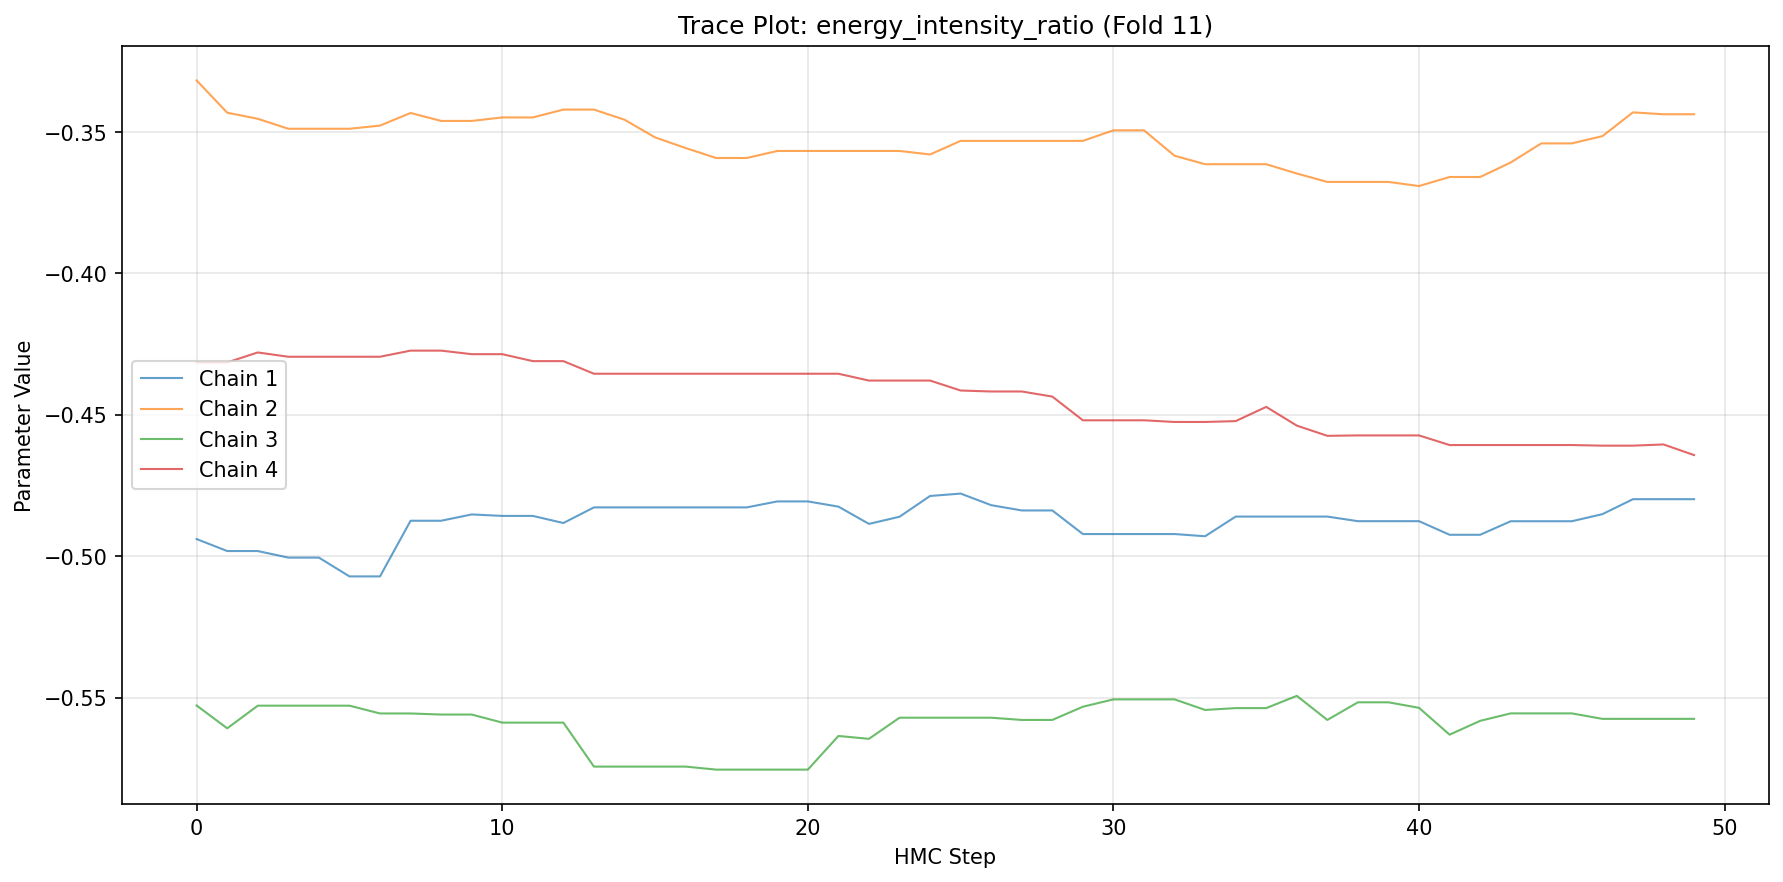 Trace Plot: energy_intensity_ratio (Fold 11)
Parameter Value
−0.35
−0.40
−0.45
−0.50
−0.55
Chain 1
Chain 2
Chain 3
Chain 4
0 10 20 30 40 50
HMC Step